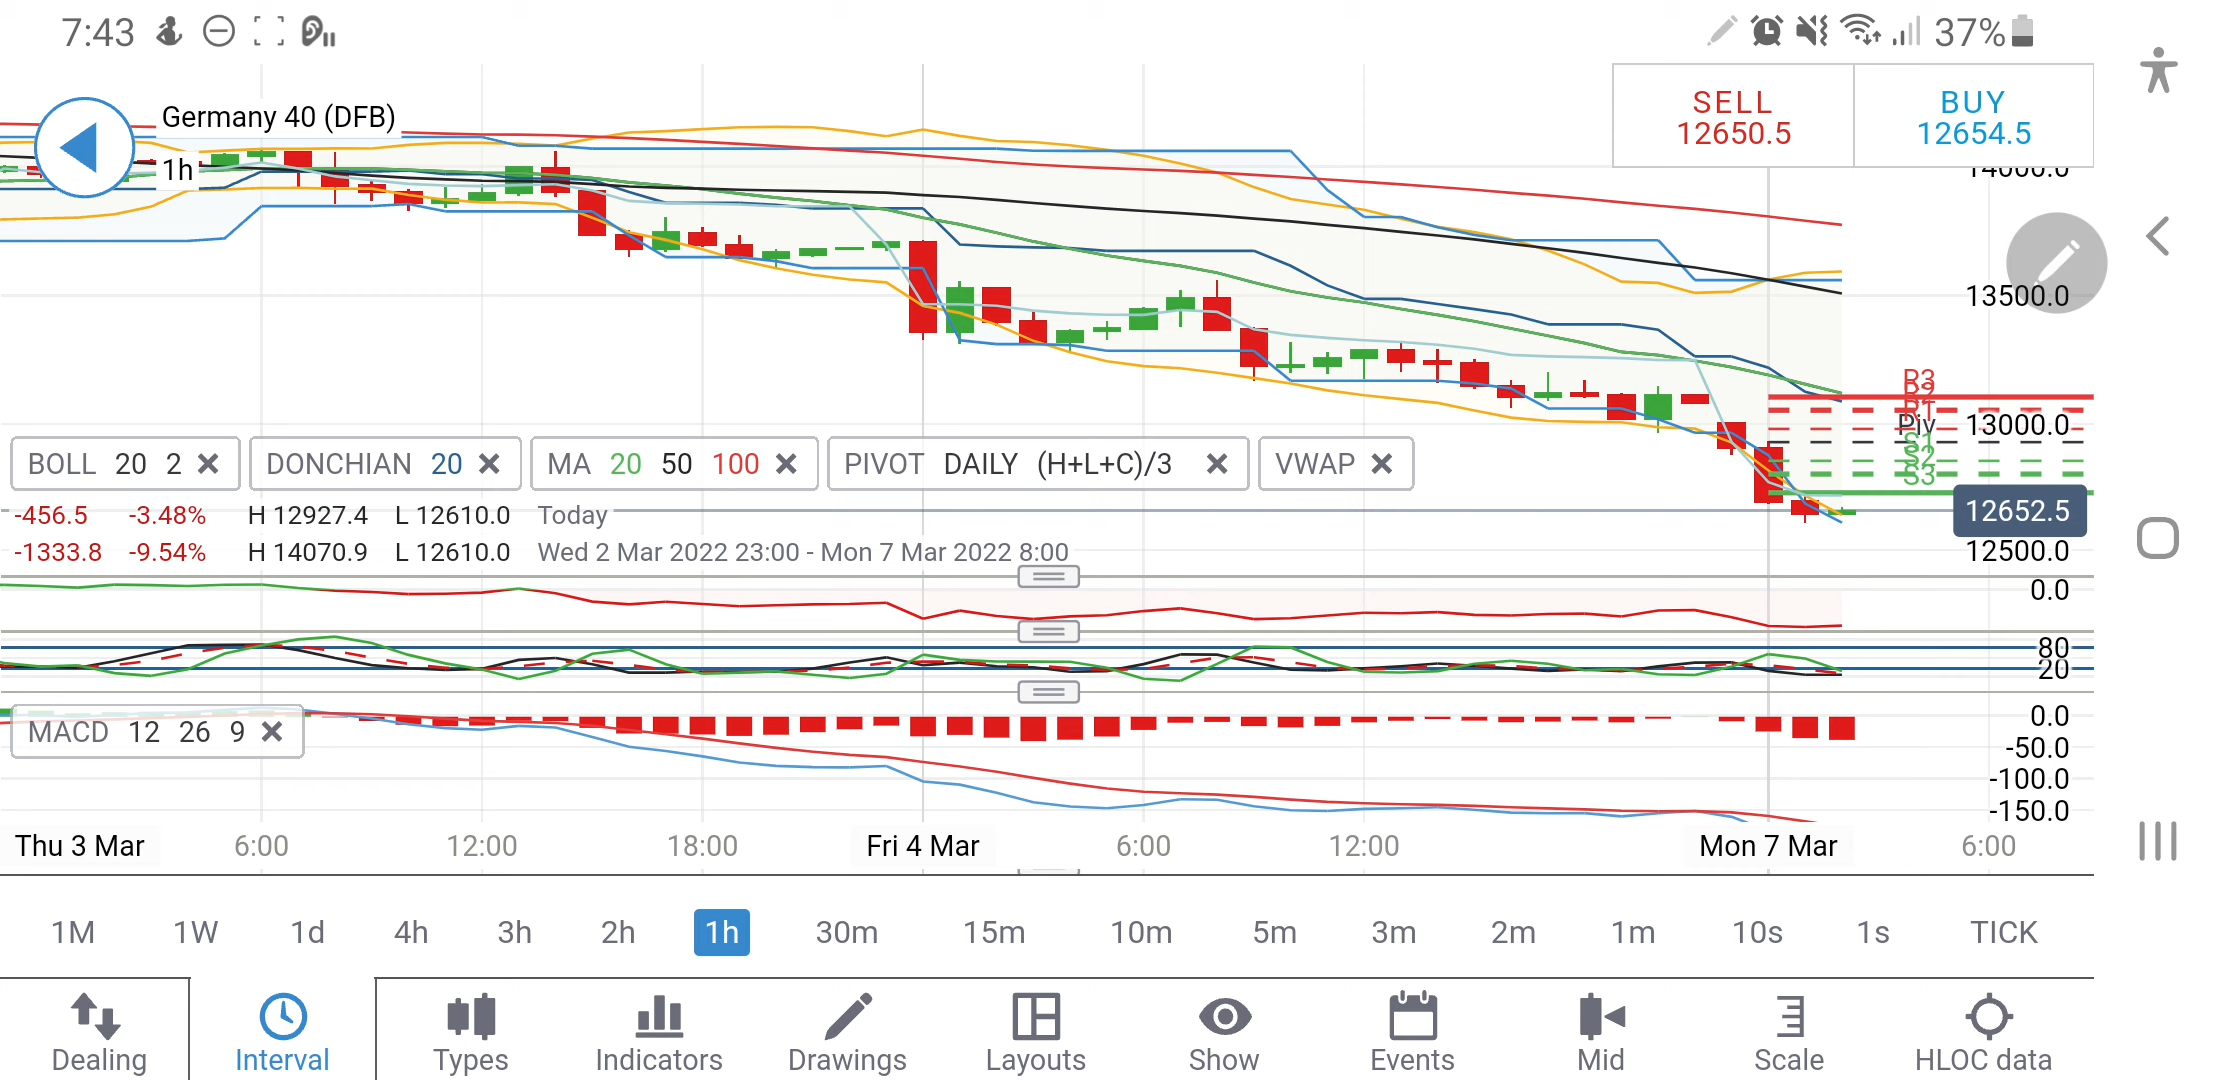 7:43
37%
Germany 40 (DFB)
1h
SELL
12650.5
BUY
12654.5
14000.0
13500.0
R3
R2
R1
Piv
13000.0
S1
S2
S3
BOLL 20 2
DONCHIAN 20
MA 20 50 100
PIVOT DAILY (H+L+C)/3
VWAP
-456.5 -3.48% H 12927.4 L 12610.0 Today
12652.5
-1333.8 -9.54% H 14070.9 L 12610.0 Wed 2 Mar 2022 23:00 - Mon 7 Mar 2022 8:00
12500.0
0.0
80
20
MACD 12 26 9
0.0
-50.0
-100.0
-150.0
Thu 3 Mar 6:00 12:00 18:00 Fri 4 Mar 6:00 12:00 Mon 7 Mar 6:00
1M 1W 1d 4h 3h 2h 1h 30m 15m 10m 5m 3m 2m 1m 10s 1s TICK
Dealing Interval Types Indicators Drawings Layouts Show Events Mid Scale HLOC data